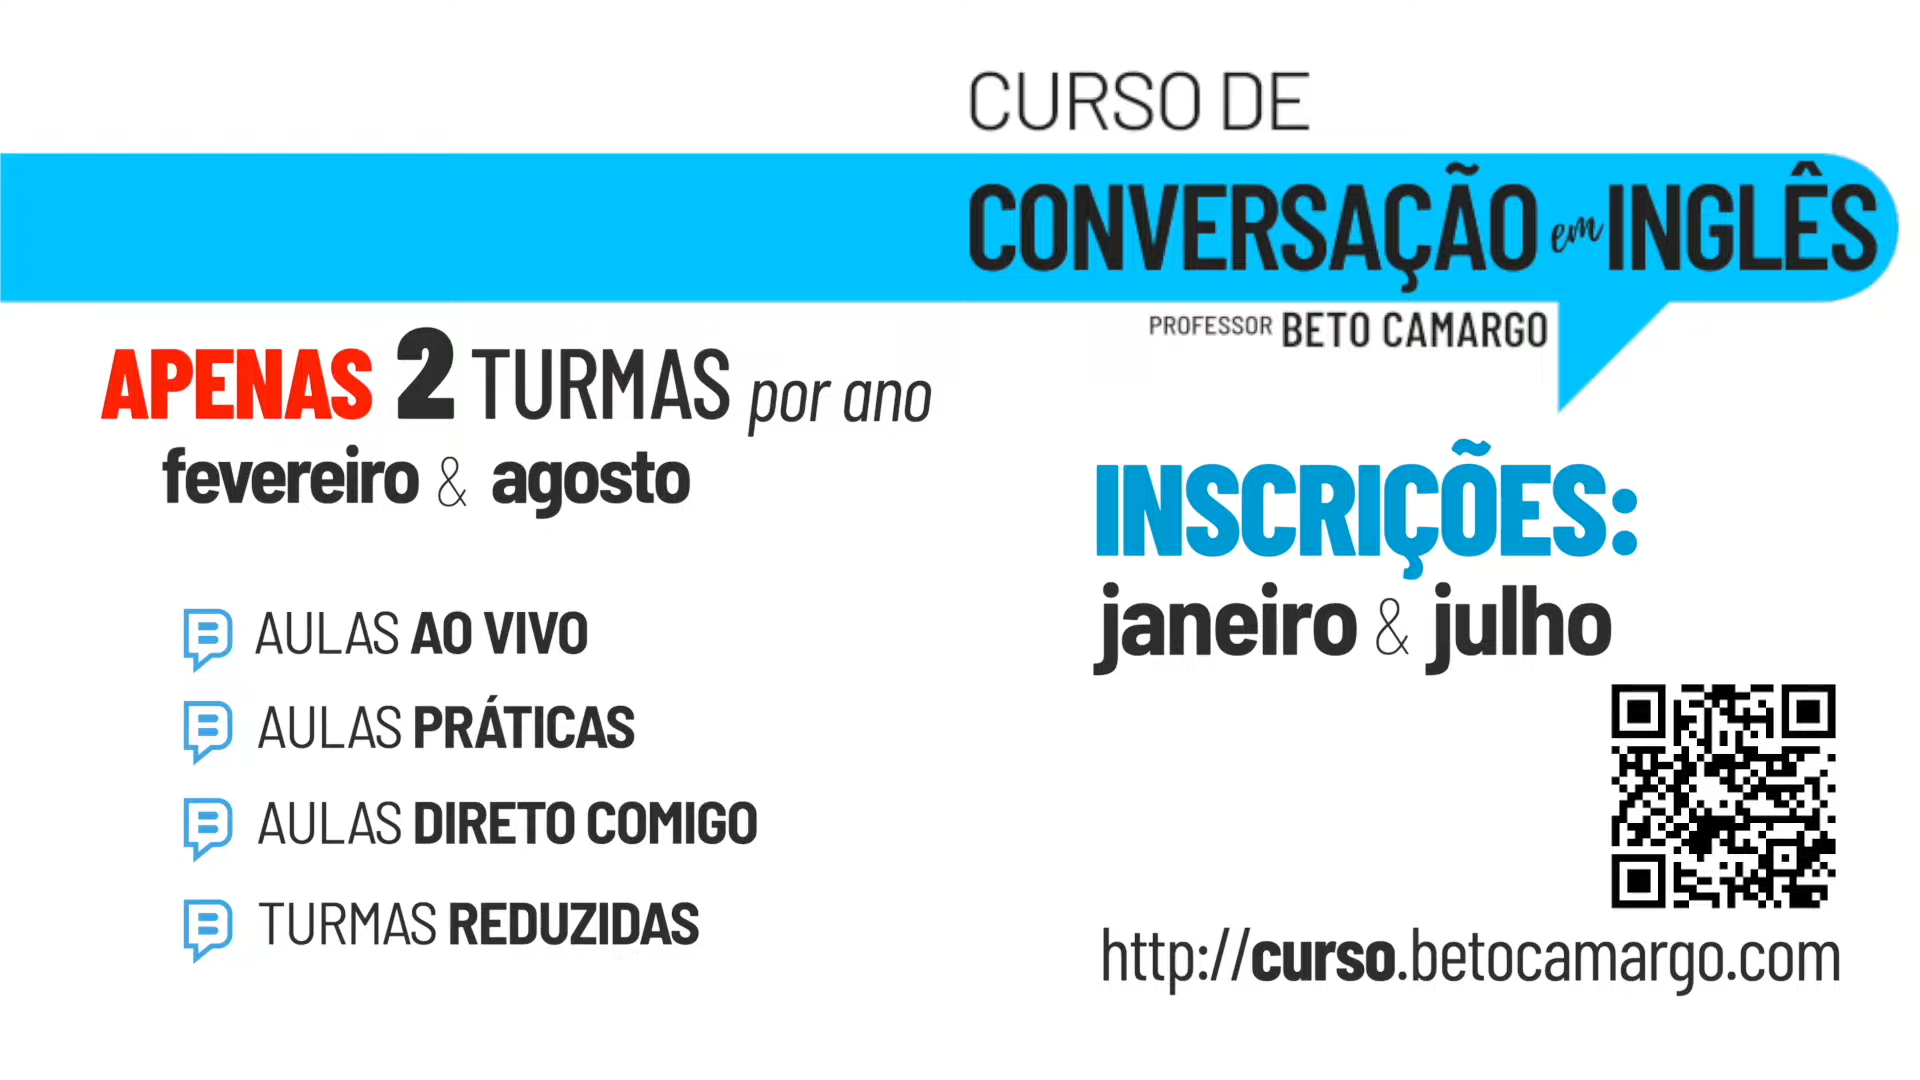 CURSO DE
CONVERSAÇÃO em INGLÊS
PROFESSOR BETO CAMARGO
APENAS 2 TURMAS por ano
fevereiro & agosto
AULAS AO VIVO
AULAS PRÁTICAS
AULAS DIRETO COMIGO
TURMAS REDUZIDAS
INSCRIÇÕES:
janeiro & julho
http://curso.betocamargo.com